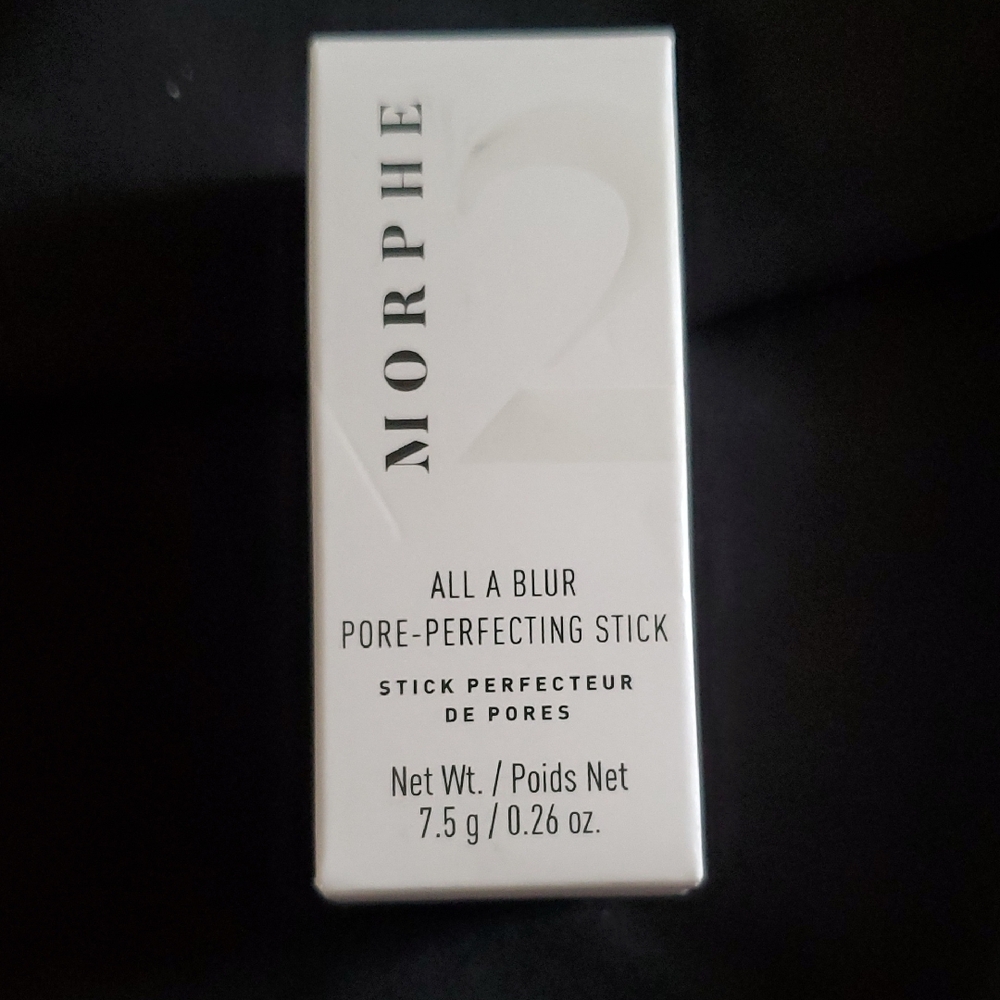 MORPHE
2
ALL A BLUR
PORE-PERFECTING STICK
STICK PERFECTEUR
DE PORES
Net Wt. / Poids Net
7.5 g / 0.26 oz.